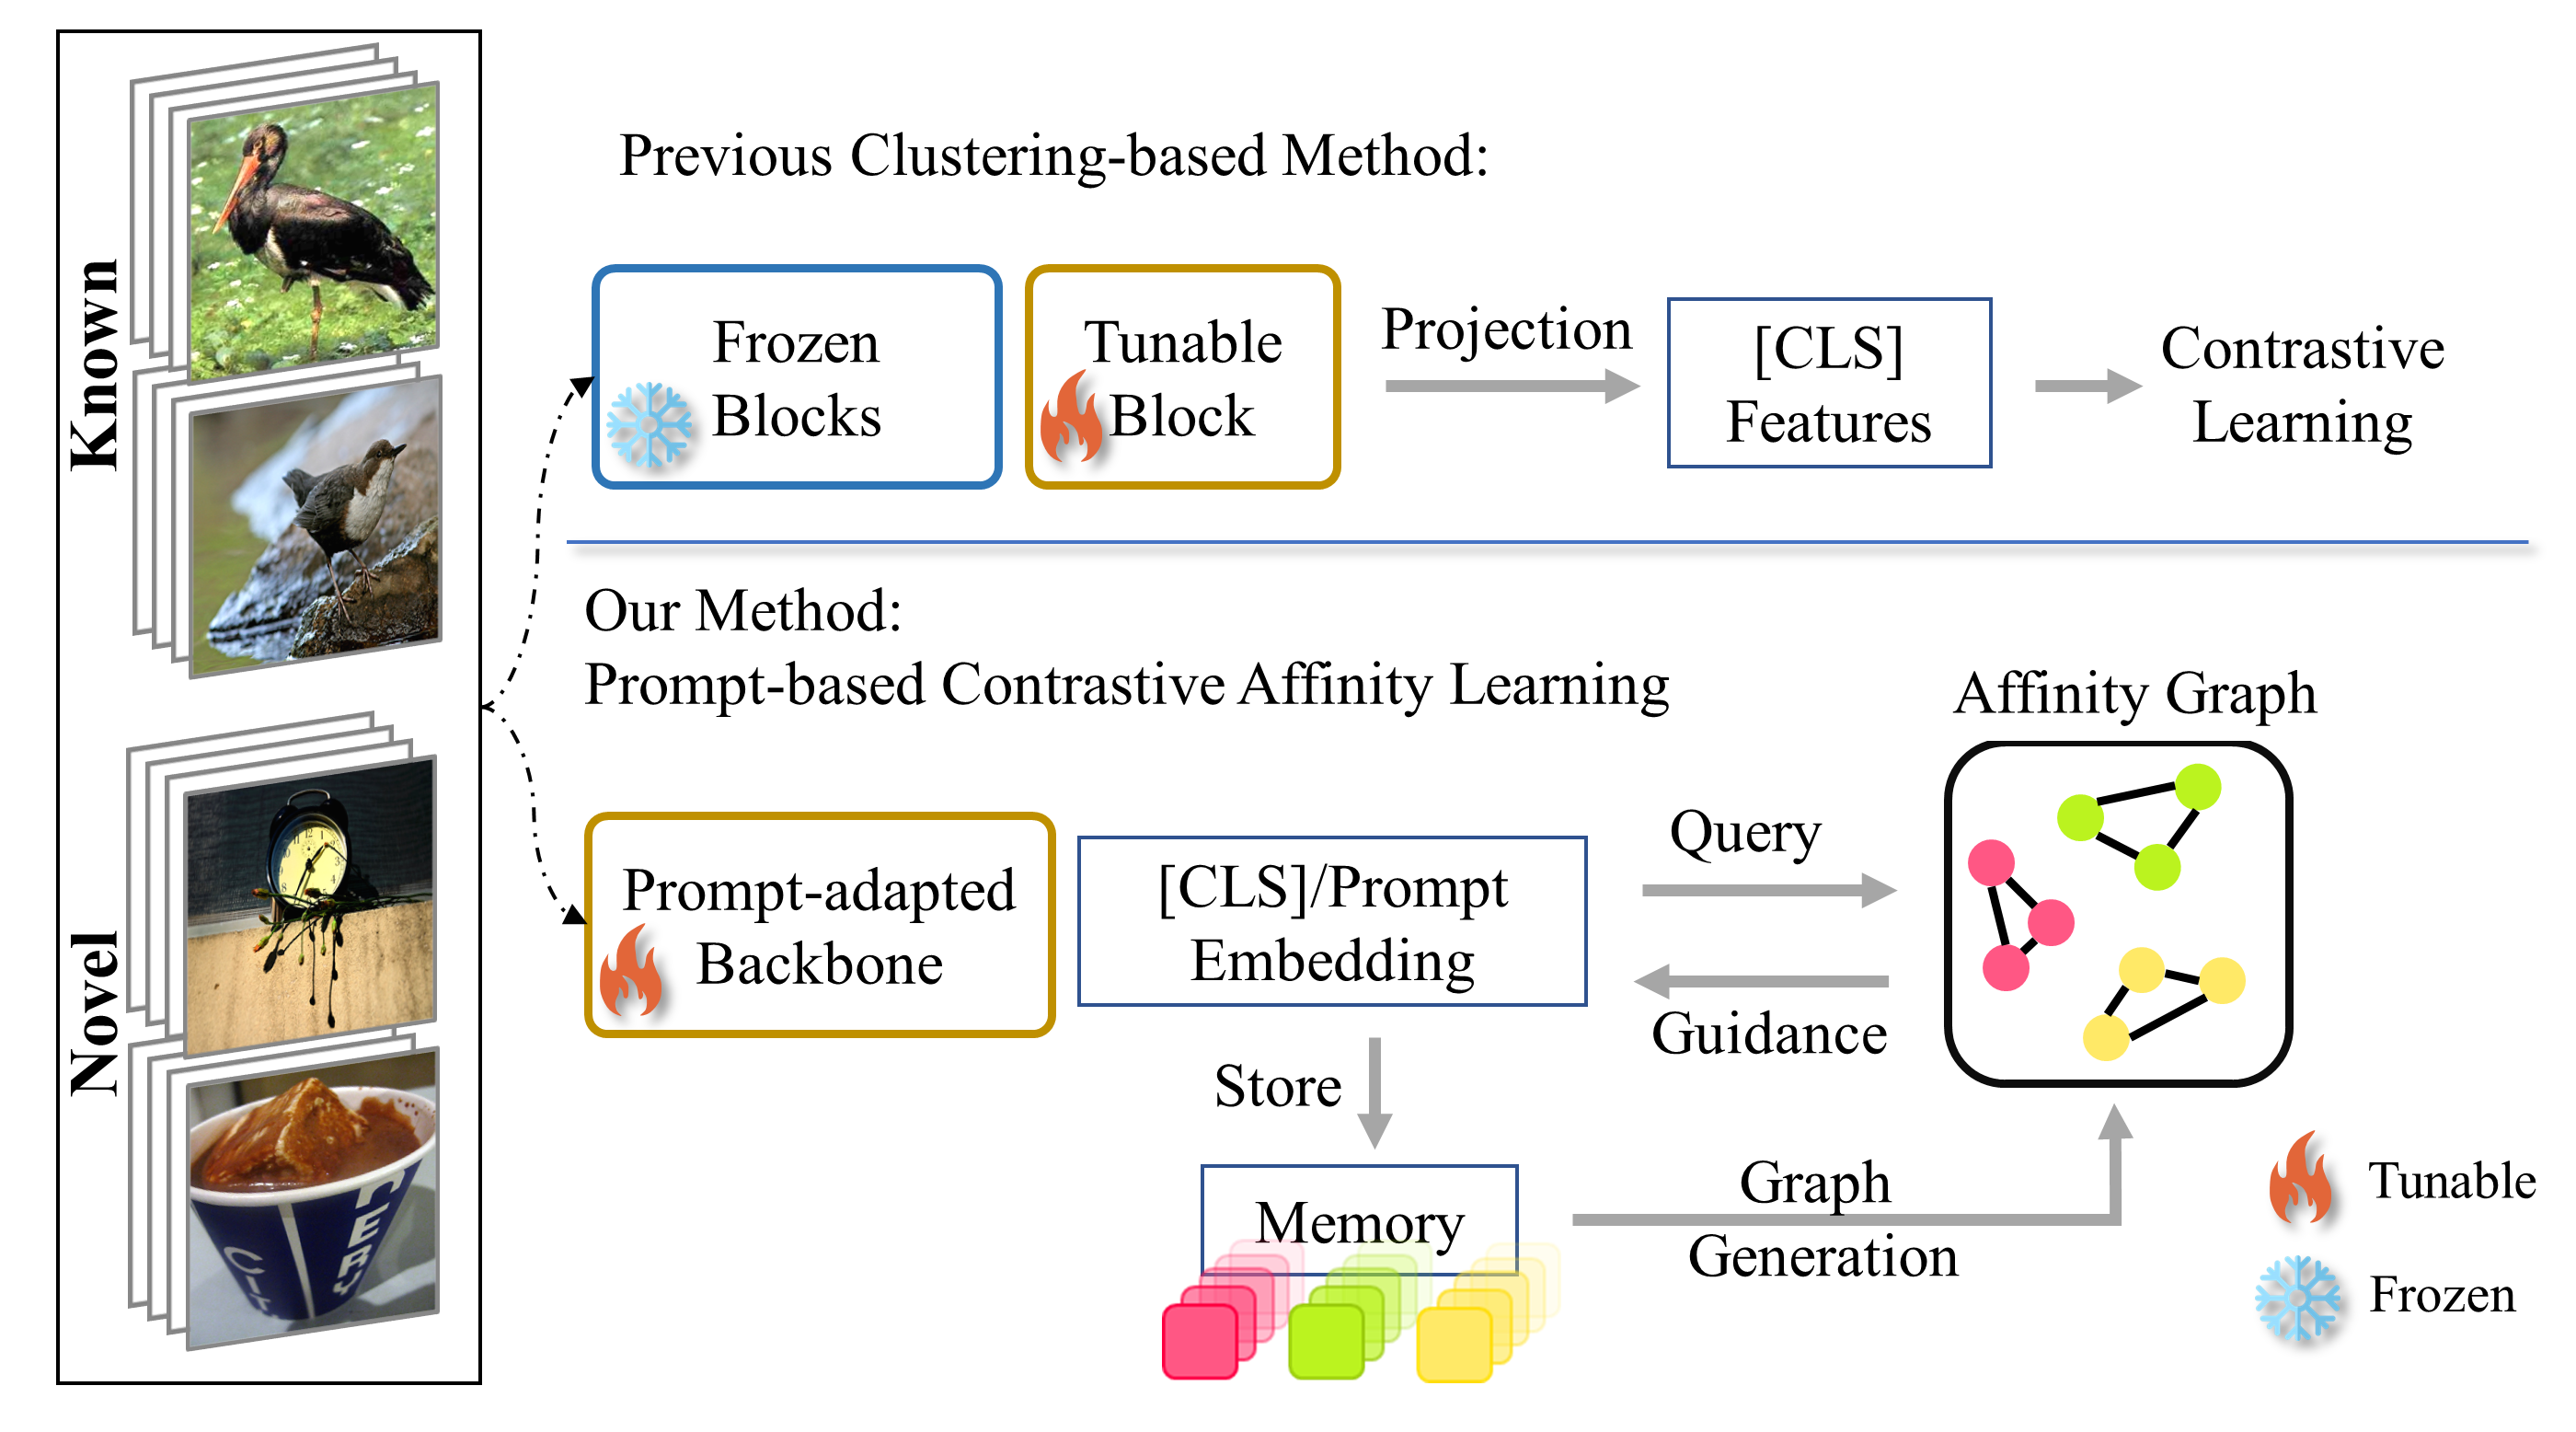 Known
Novel
Previous Clustering-based Method:
Frozen
Blocks
Tunable
Block
Projection
[CLS]
Features
Contrastive
Learning
Our Method:
Prompt-based Contrastive Affinity Learning
Prompt-adapted
Backbone
[CLS]/Prompt
Embedding
Query
Guidance
Affinity Graph
Store
Memory
Graph
Generation
Tunable
Frozen